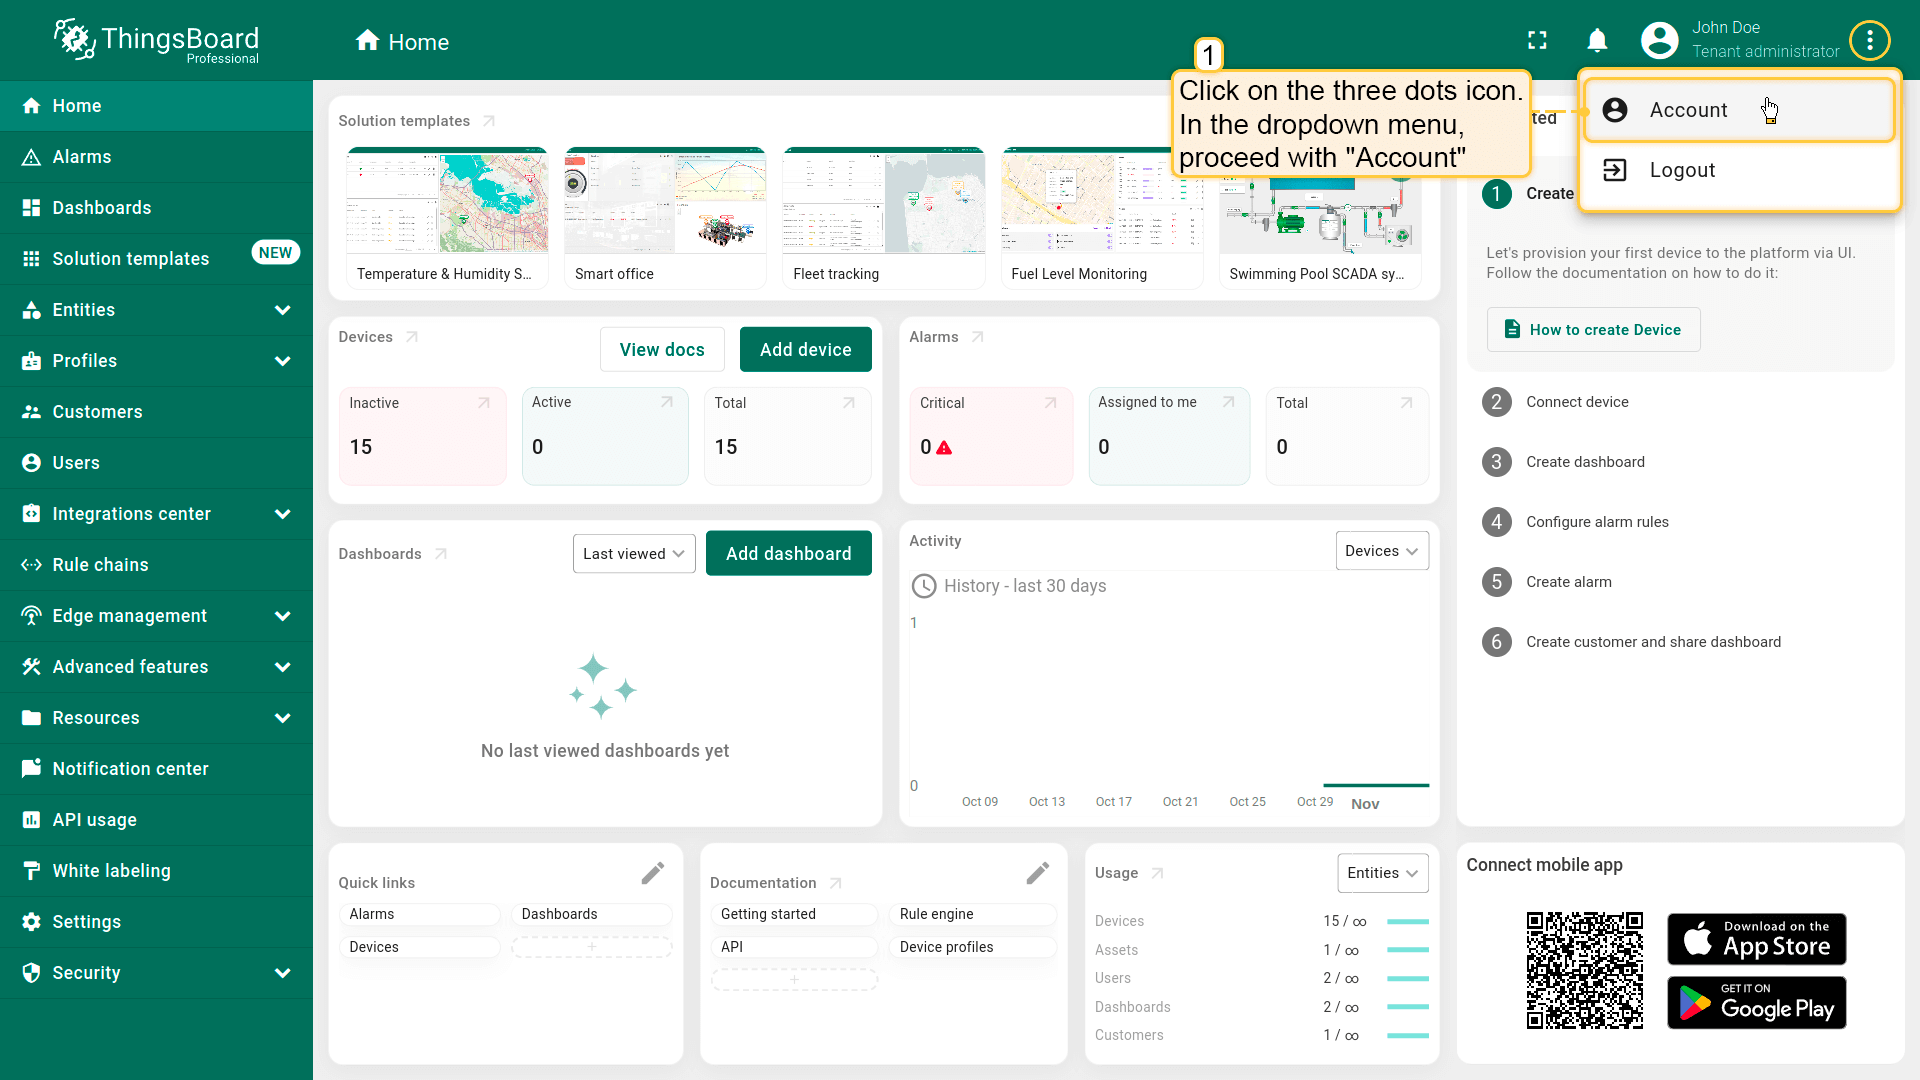 ThingsBoard
Professional
Home
John Doe
Tenant administrator
1
Click on the three dots icon.
In the dropdown menu,
proceed with "Account"
Account
Logout
Home
Alarms
Dashboards
Solution templates
NEW
Entities
Profiles
Customers
Users
Integrations center
Rule chains
Edge management
Advanced features
Resources
Notification center
API usage
White labeling
Settings
Security
Solution templates
Temperature & Humidity S...
Smart office
Fleet tracking
Fuel Level Monitoring
Swimming Pool SCADA sy...
Devices
View docs
Add device
Inactive
15
Active
0
Total
15
Alarms
Critical
0
Assigned to me
0
Total
0
Dashboards
Last viewed
Add dashboard
No last viewed dashboards yet
Activity
Devices
History - last 30 days
1
0
Oct 09 Oct 13 Oct 17 Oct 21 Oct 25 Oct 29 Nov
ted
1 Create
Let's provision your first device to the platform via UI.
Follow the documentation on how to do it:
How to create Device
2 Connect device
3 Create dashboard
4 Configure alarm rules
5 Create alarm
6 Create customer and share dashboard
Quick links
Alarms
Dashboards
Devices
+
Documentation
Getting started
Rule engine
API
Device profiles
+
Usage
Entities
Devices 15 / ∞
Assets 1 / ∞
Users 2 / ∞
Dashboards 2 / ∞
Customers 1 / ∞
Connect mobile app
Download on the
App Store
GET IT ON
Google Play